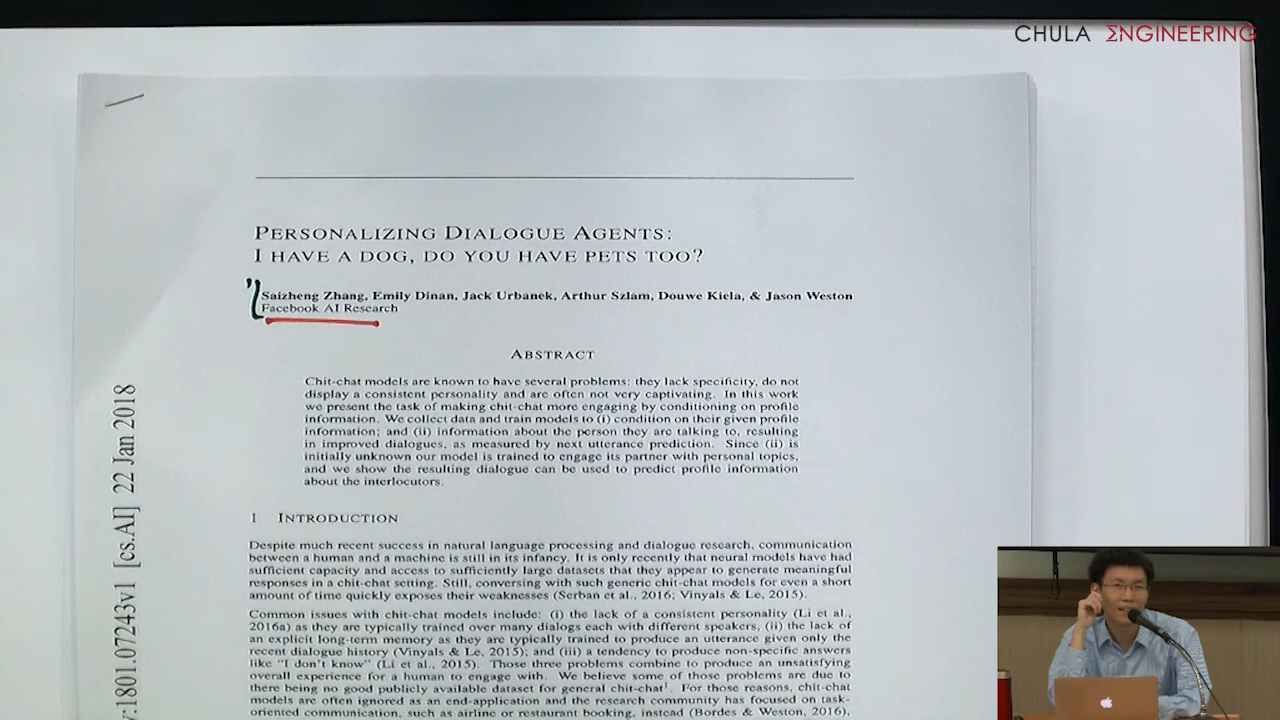 CHULA ΣNGINEERING
PERSONALIZING DIALOGUE AGENTS:
I HAVE A DOG, DO YOU HAVE PETS TOO?
Saizheng Zhang, Emily Dinan, Jack Urbanek, Arthur Szlam, Douwe Kiela, & Jason Weston
Facebook AI Research
ABSTRACT
Chit-chat models are known to have several problems: they lack specificity, do not
display a consistent personality and are often not very captivating. In this work
we present the task of making chit-chat more engaging by conditioning on profile
information. We collect data and train models to (i) condition on their given profile
information; and (ii) information about the person they are talking to, resulting
in improved dialogues, as measured by next utterance prediction. Since (ii) is
initially unknown our model is trained to engage its partner with personal topics,
and we show the resulting dialogue can be used to predict profile information
about the interlocutors.
1 INTRODUCTION
Despite much recent success in natural language processing and dialogue research, communication
between a human and a machine is still in its infancy. It is only recently that neural models have had
sufficient capacity and access to sufficiently large datasets that they appear to generate meaningful
responses in a chit-chat setting. Still, conversing with such generic chit-chat models for even a short
amount of time quickly exposes their weaknesses (Serban et al., 2016; Vinyals & Le, 2015).
Common issues with chit-chat models include: (i) the lack of a consistent personality (Li et al.,
2016a) as they are typically trained over many dialogs each with different speakers, (ii) the lack of
an explicit long-term memory as they are typically trained to produce an utterance given only the
recent dialogue history (Vinyals & Le, 2015); and (iii) a tendency to produce non-specific answers
like "I don't know" (Li et al., 2015). Those three problems combine to produce an unsatisfying
overall experience for a human to engage with. We believe some of those problems are due to
there being no good publicly available dataset for general chit-chat¹. For those reasons, chit-chat
models are often ignored as an end-application and the research community has focused on task-
oriented communication, such as airline or restaurant booking, instead (Bordes & Weston, 2016),
v:1801.07243v1 [cs.AI] 22 Jan 2018